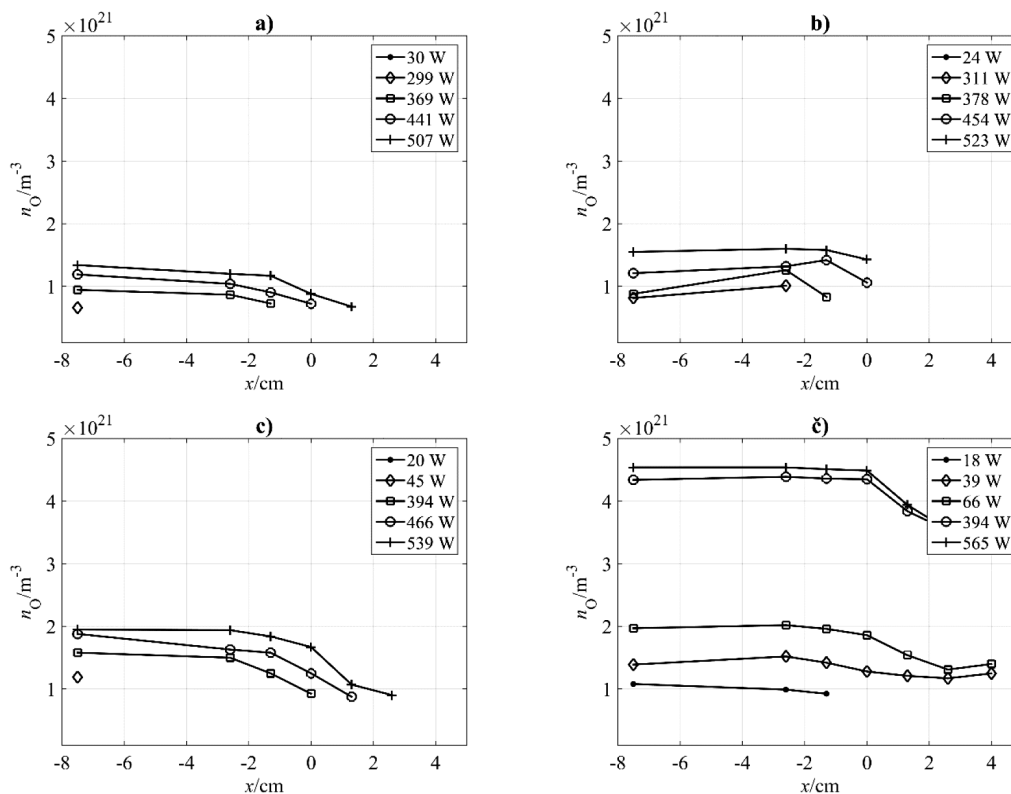 a)
×10^21
5
4
3
2
1
n_O/m^-3
-8 -6 -4 -2 0 2 4
x/cm
30 W
299 W
369 W
441 W
507 W
b)
×10^21
5
4
3
2
1
n_O/m^-3
-8 -6 -4 -2 0 2 4
x/cm
24 W
311 W
378 W
454 W
523 W
c)
×10^21
5
4
3
2
1
n_O/m^-3
-8 -6 -4 -2 0 2 4
x/cm
20 W
45 W
394 W
466 W
539 W
č)
×10^21
5
4
3
2
1
n_O/m^-3
-8 -6 -4 -2 0 2 4
x/cm
18 W
39 W
66 W
394 W
565 W